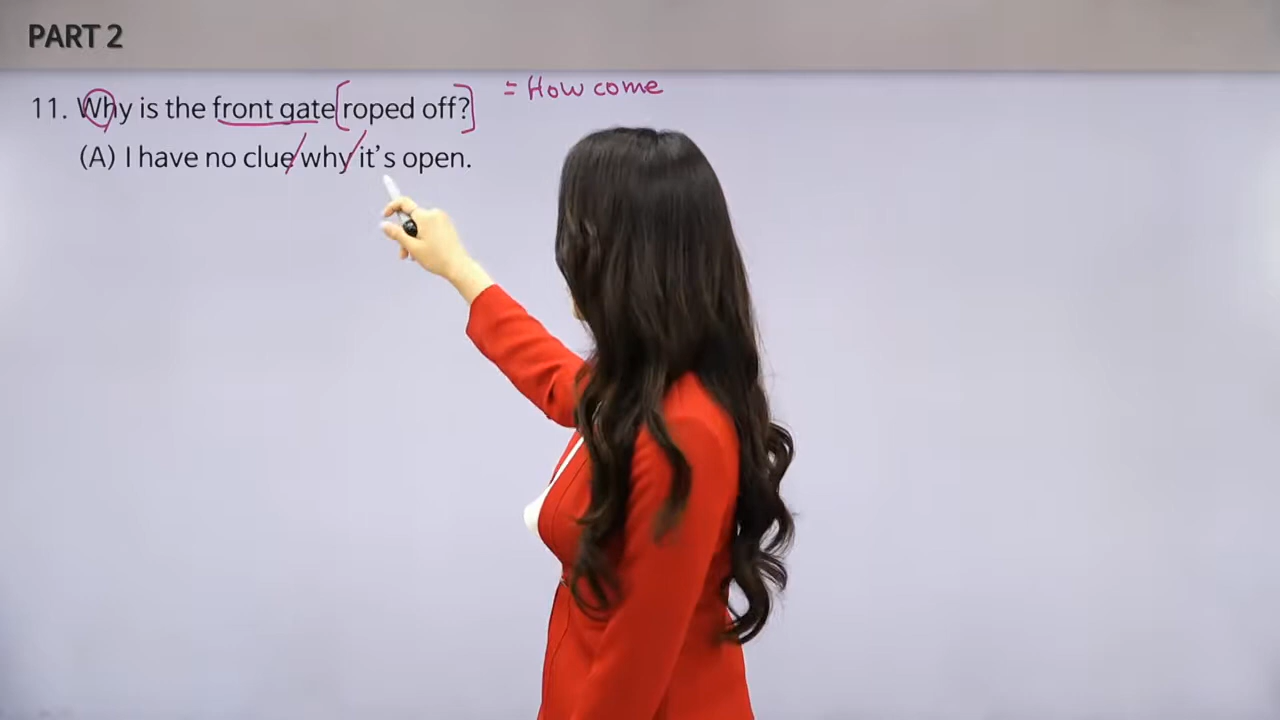 PART 2
= How come
11. Why is the front gate [roped off?]
(A) I have no clue / why / it's open.